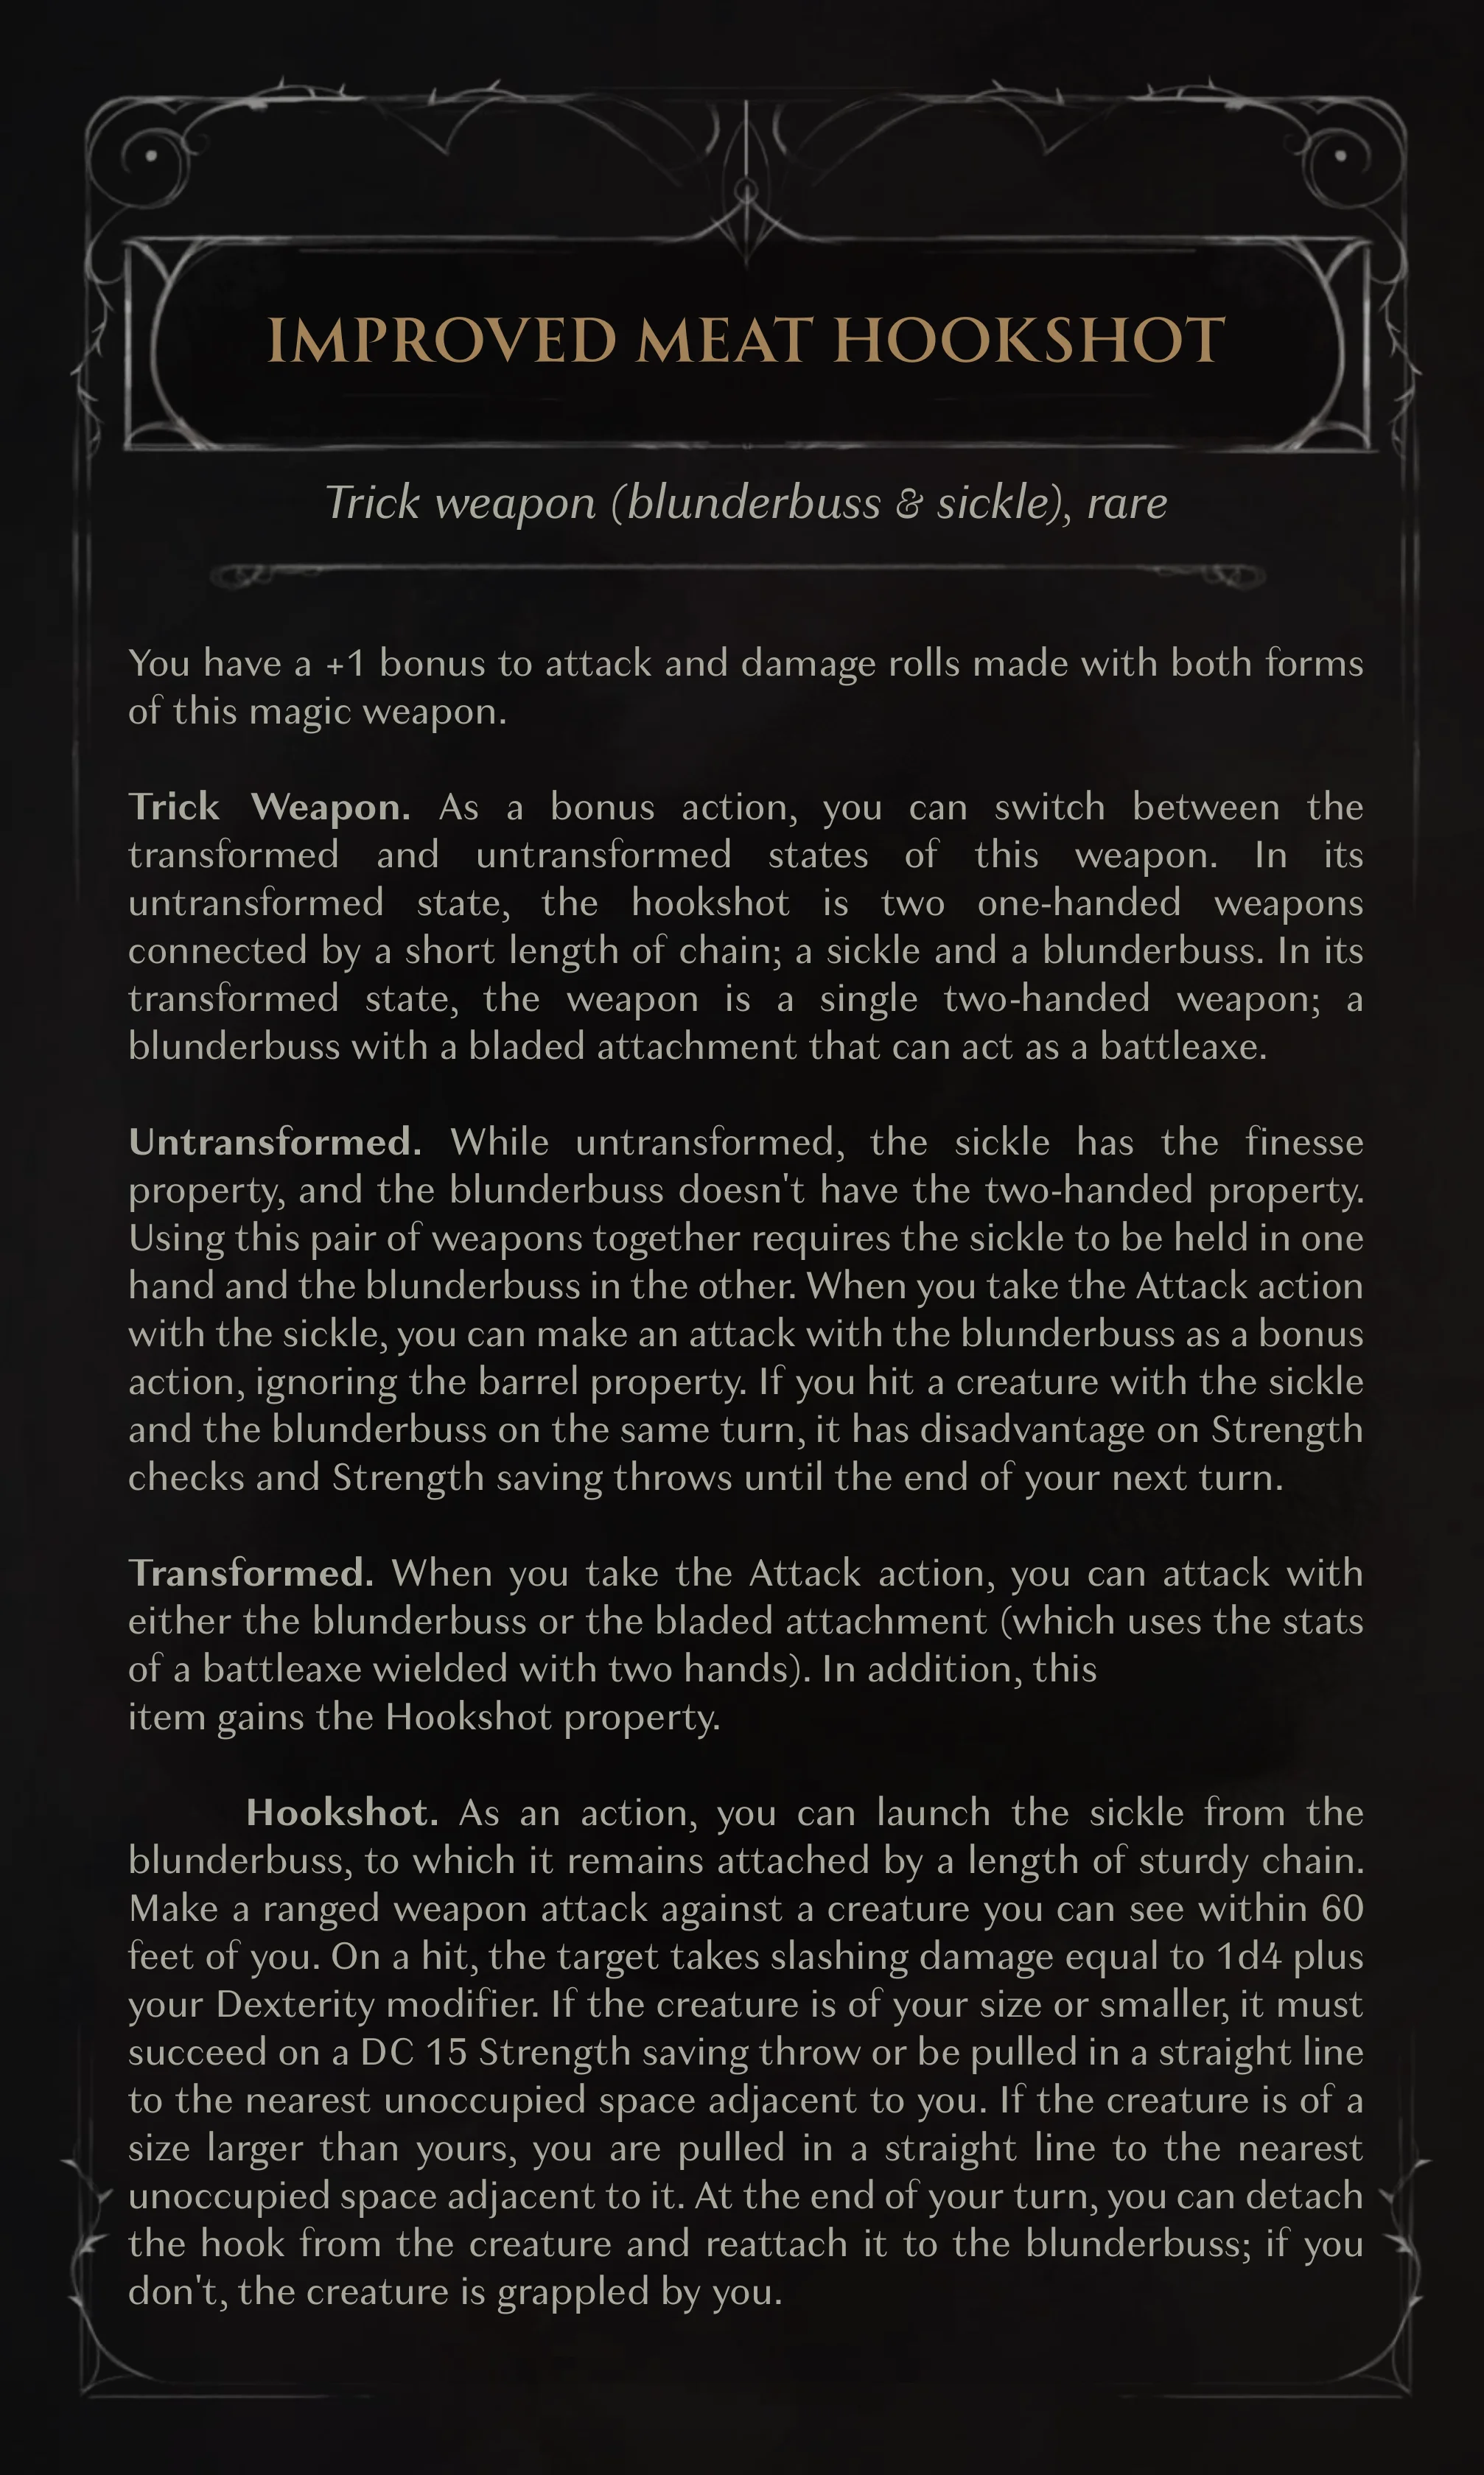 IMPROVED MEAT HOOKSHOT
Trick weapon (blunderbuss & sickle), rare
You have a +1 bonus to attack and damage rolls made with both forms
of this magic weapon.
Trick Weapon. As a bonus action, you can switch between the
transformed and untransformed states of this weapon. In its
untransformed state, the hookshot is two one-handed weapons
connected by a short length of chain; a sickle and a blunderbuss. In its
transformed state, the weapon is a single two-handed weapon; a
blunderbuss with a bladed attachment that can act as a battleaxe.
Untransformed. While untransformed, the sickle has the finesse
property, and the blunderbuss doesn't have the two-handed property.
Using this pair of weapons together requires the sickle to be held in one
hand and the blunderbuss in the other. When you take the Attack action
with the sickle, you can make an attack with the blunderbuss as a bonus
action, ignoring the barrel property. If you hit a creature with the sickle
and the blunderbuss on the same turn, it has disadvantage on Strength
checks and Strength saving throws until the end of your next turn.
Transformed. When you take the Attack action, you can attack with
either the blunderbuss or the bladed attachment (which uses the stats
of a battleaxe wielded with two hands). In addition, this
item gains the Hookshot property.
Hookshot. As an action, you can launch the sickle from the
blunderbuss, to which it remains attached by a length of sturdy chain.
Make a ranged weapon attack against a creature you can see within 60
feet of you. On a hit, the target takes slashing damage equal to 1d4 plus
your Dexterity modifier. If the creature is of your size or smaller, it must
succeed on a DC 15 Strength saving throw or be pulled in a straight line
to the nearest unoccupied space adjacent to you. If the creature is of a
size larger than yours, you are pulled in a straight line to the nearest
unoccupied space adjacent to it. At the end of your turn, you can detach
the hook from the creature and reattach it to the blunderbuss; if you
don't, the creature is grappled by you.